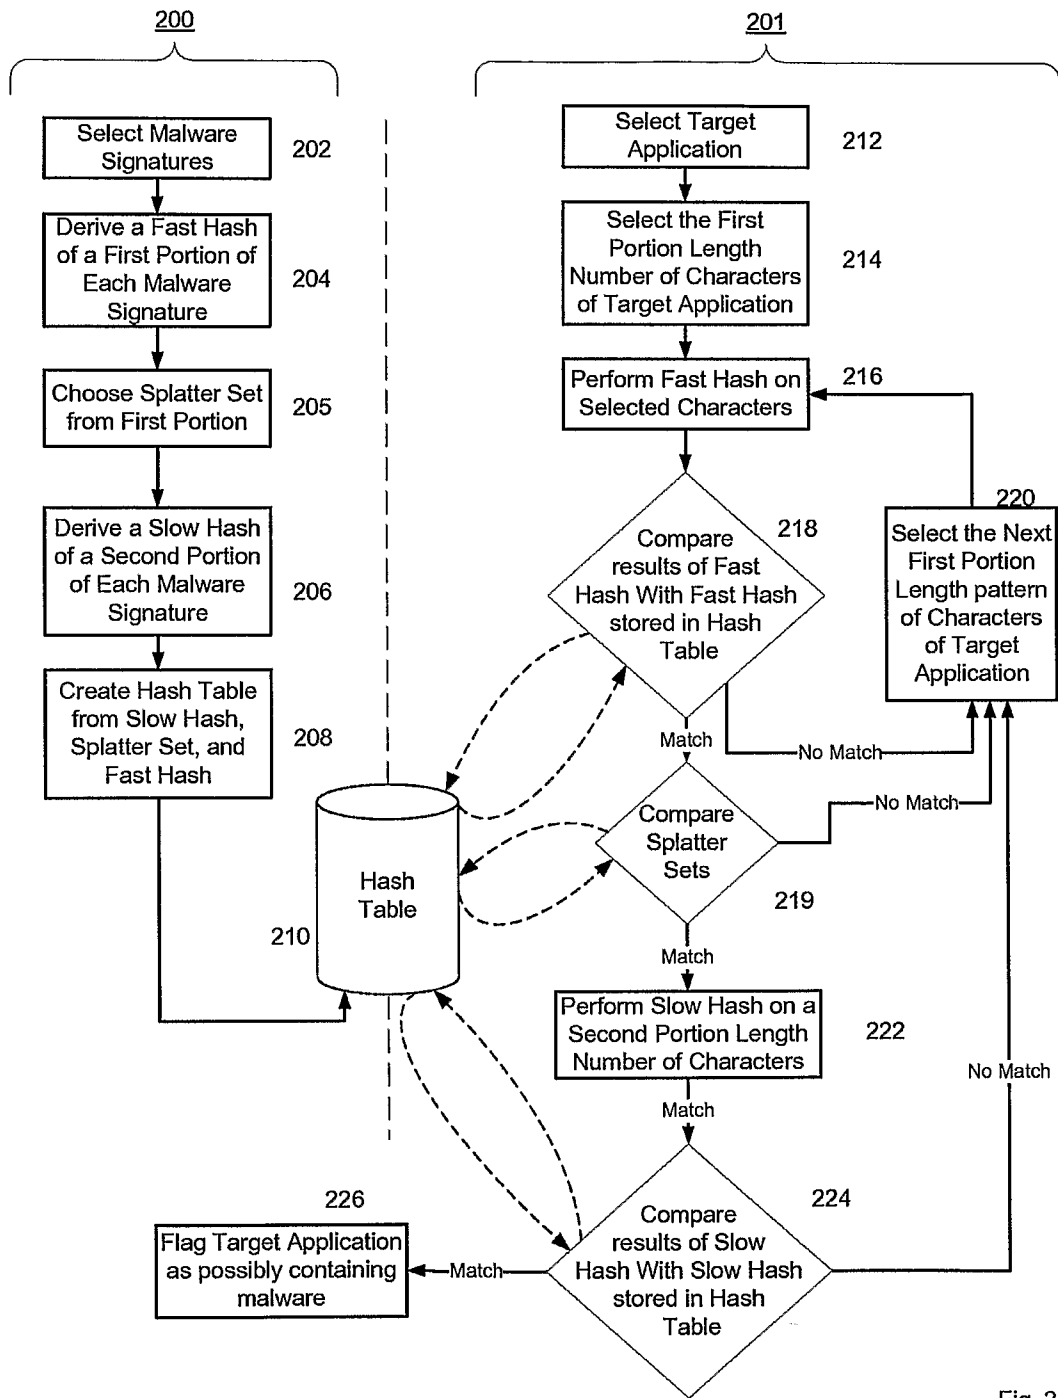 200
201
Select Malware
Signatures
202
Derive a Fast Hash
of a First Portion of
Each Malware
Signature
204
Choose Splatter Set
from First Portion
205
Derive a Slow Hash
of a Second Portion
of Each Malware
Signature
206
Create Hash Table
from Slow Hash,
Splatter Set, and
Fast Hash
208
Hash
Table
210
Select Target
Application
212
Select the First
Portion Length
Number of Characters
of Target Application
214
Perform Fast Hash on
Selected Characters
216
Compare
results of Fast
Hash With Fast Hash
stored in Hash
Table
218
Match
No Match
220
Select the Next
First Portion
Length pattern
of Characters
of Target
Application
Compare
Splatter
Sets
219
No Match
Match
Perform Slow Hash on a
Second Portion Length
Number of Characters
222
Match
No Match
Compare
results of Slow
Hash With Slow Hash
stored in Hash
Table
224
Match
226
Flag Target Application
as possibly containing
malware
Fig. 2